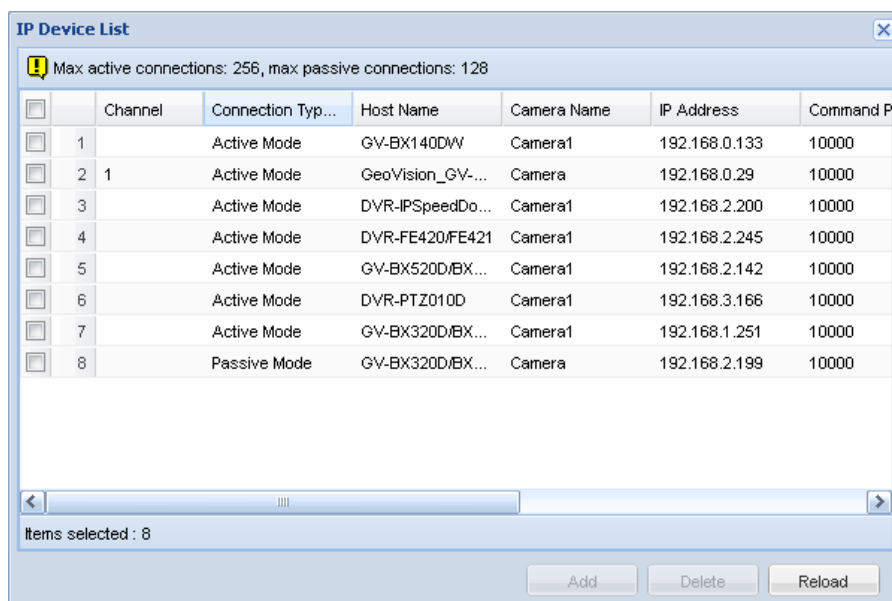 IP Device List
Max active connections: 256, max passive connections: 128
Channel Connection Typ... Host Name Camera Name IP Address Command P
1 Active Mode GV-BX140DW Camera1 192.168.0.133 10000
2 1 Active Mode GeoVision_GV-... Camera 192.168.0.29 10000
3 Active Mode DVR-IPSpeedDo... Camera1 192.168.2.200 10000
4 Active Mode DVR-FE420/FE421 Camera1 192.168.2.245 10000
5 Active Mode GV-BX520D/BX... Camera1 192.168.2.142 10000
6 Active Mode DVR-PTZ010D Camera1 192.168.3.166 10000
7 Active Mode GV-BX320D/BX... Camera1 192.168.1.251 10000
8 Passive Mode GV-BX320D/BX... Camera 192.168.2.199 10000
Items selected : 8
Add Delete Reload